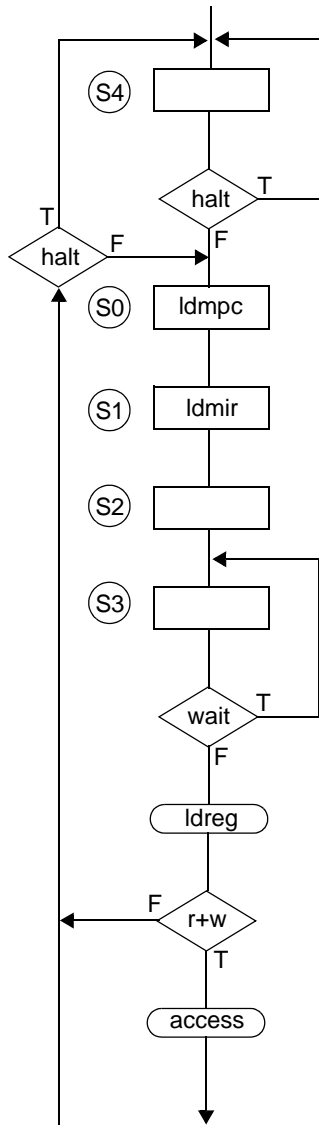 S4
halt
T
F
T
halt
F
S0
ldmpc
S1
ldmir
S2
S3
wait
T
F
ldreg
F
r+w
T
access